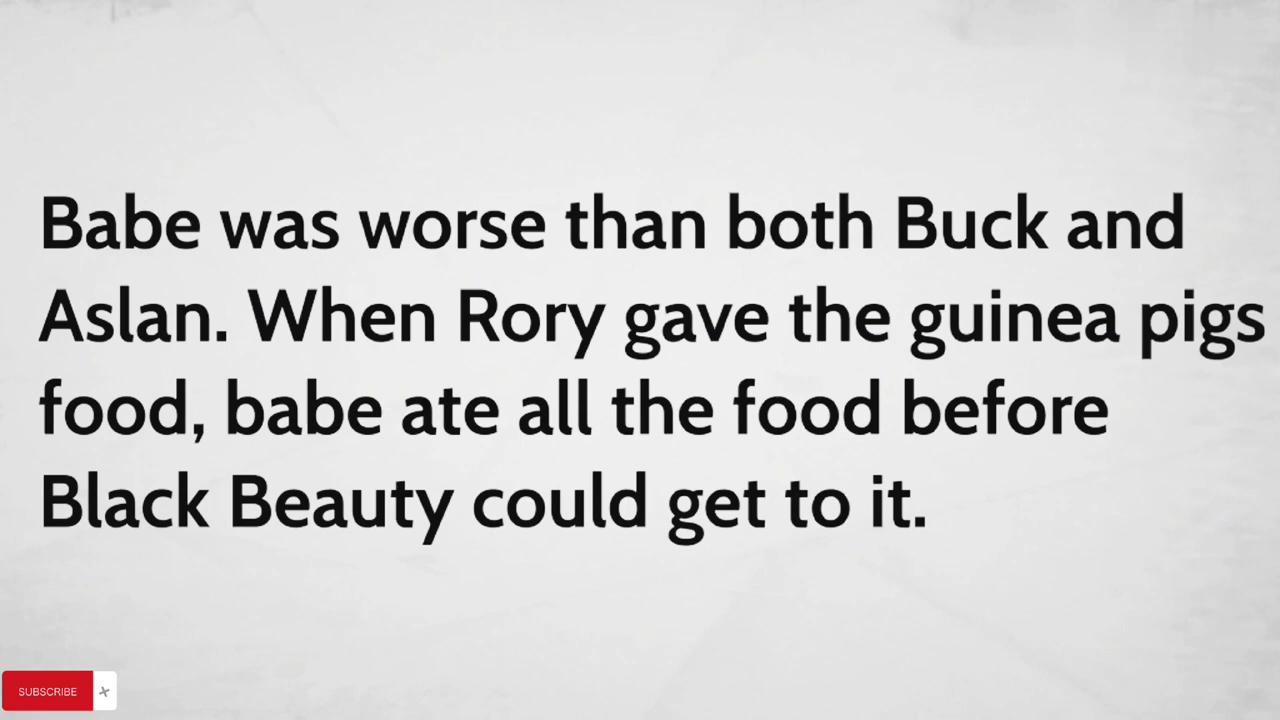 Babe was worse than both Buck and
Aslan. When Rory gave the guinea pigs
food, babe ate all the food before
Black Beauty could get to it.
SUBSCRIBE